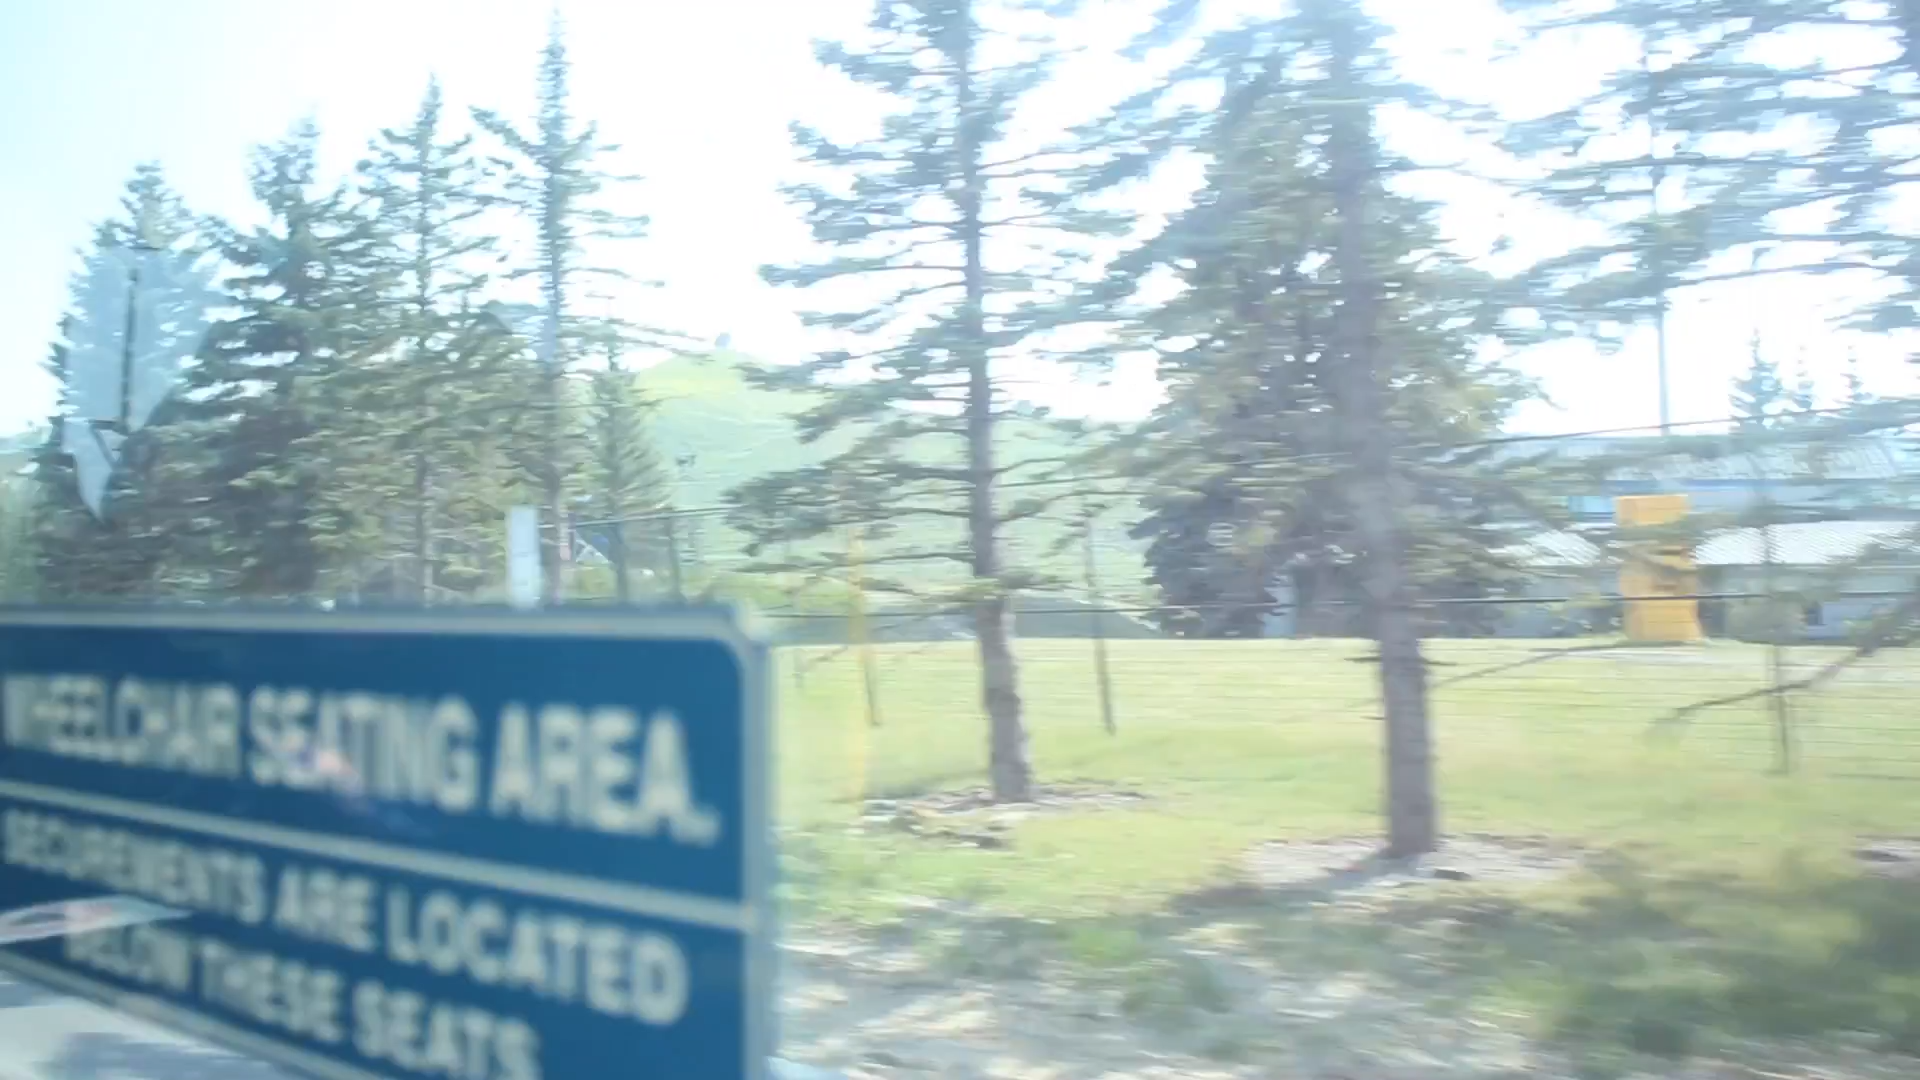 WHEELCHAIR SEATING AREA.
SECUREMENTS ARE LOCATED
BELOW THESE SEATS